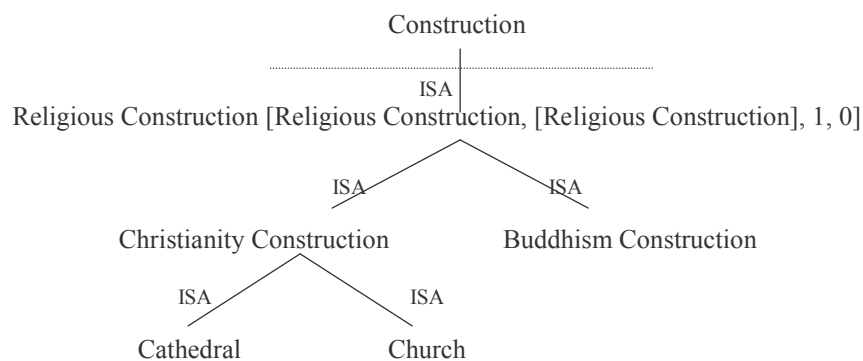 Construction
ISA
Religious Construction [Religious Construction, [Religious Construction], 1, 0]
ISA ISA
Christianity Construction Buddhism Construction
ISA ISA
Cathedral Church